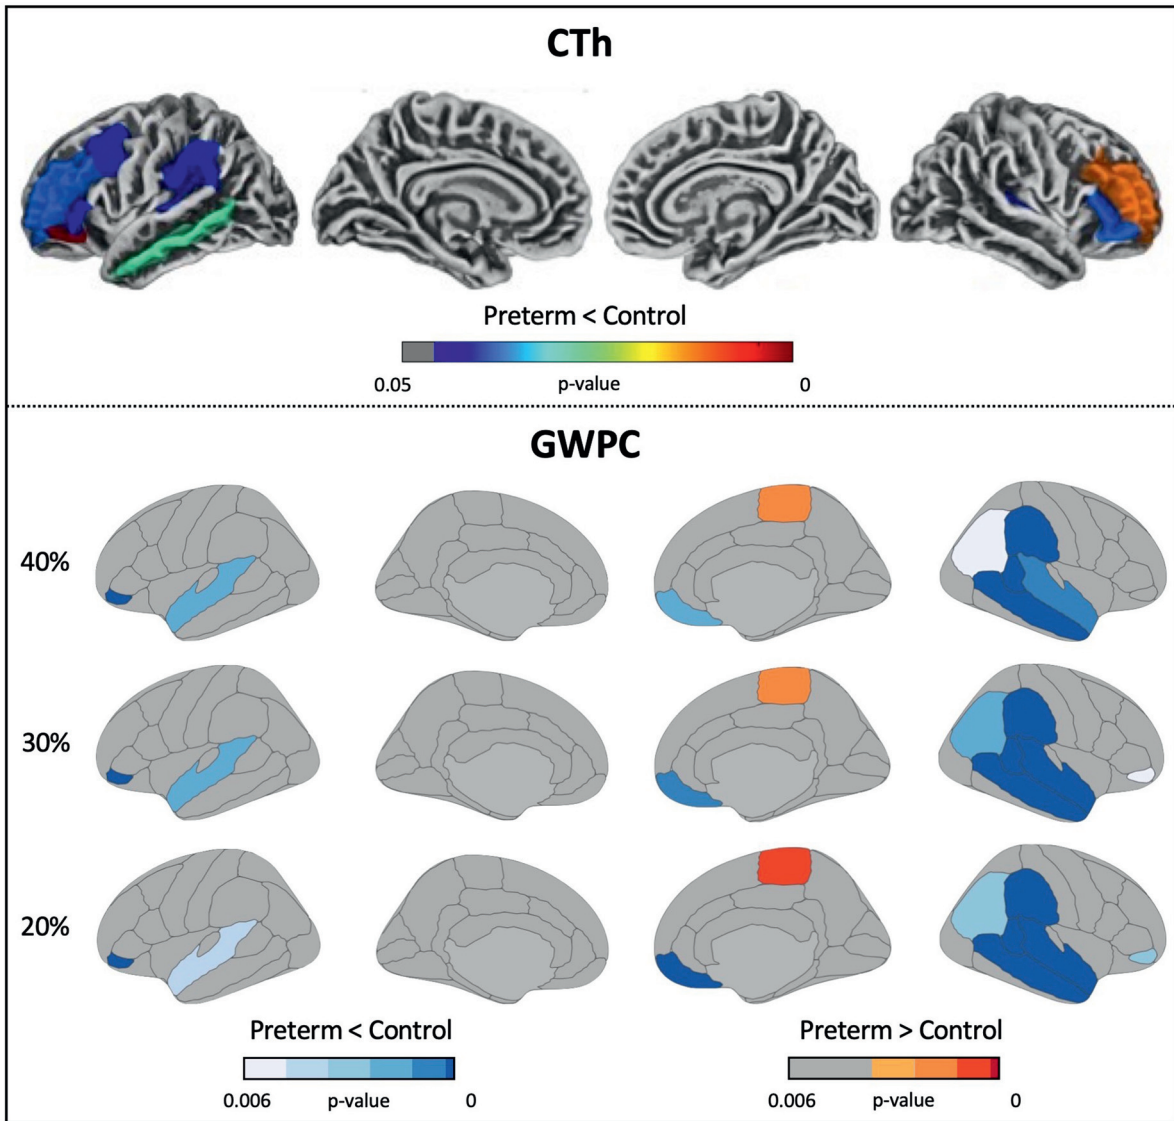 CTh
Preterm < Control
0.05 p-value 0
GWPC
40%
30%
20%
Preterm < Control
0.006 p-value 0
Preterm > Control
0.006 p-value 0